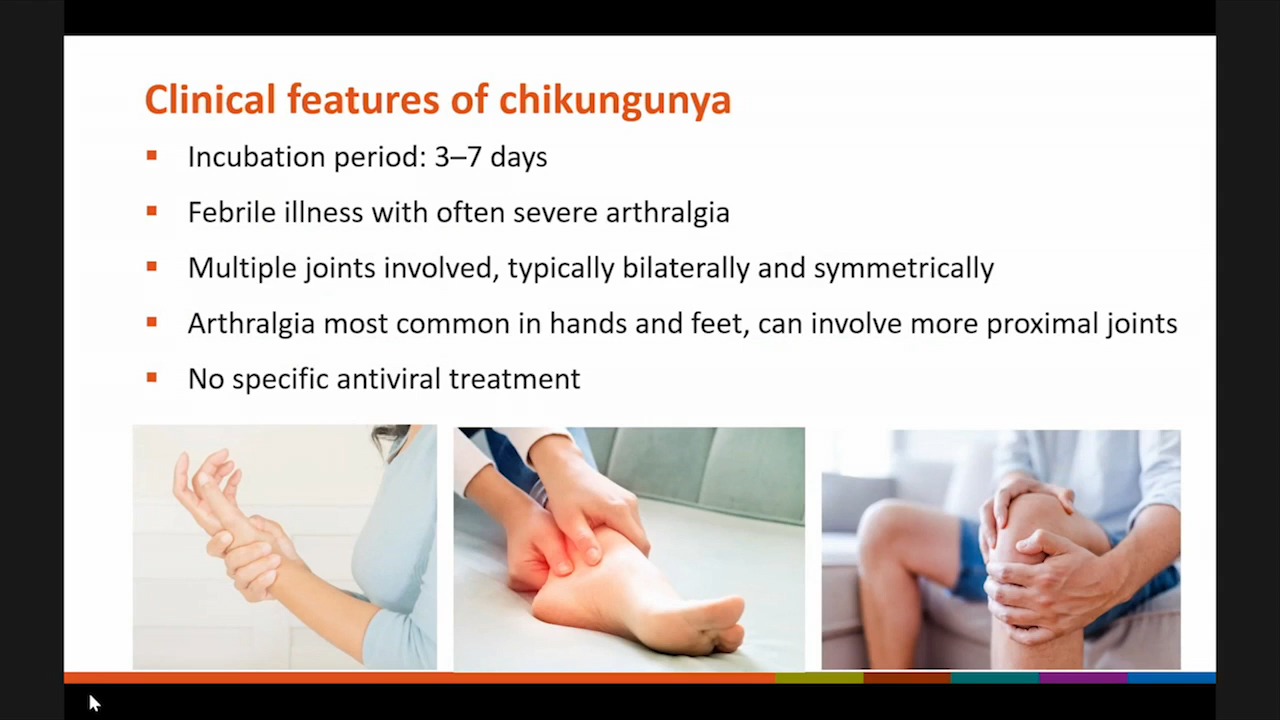 Clinical features of chikungunya
▪ Incubation period: 3–7 days
▪ Febrile illness with often severe arthralgia
▪ Multiple joints involved, typically bilaterally and symmetrically
▪ Arthralgia most common in hands and feet, can involve more proximal joints
▪ No specific antiviral treatment